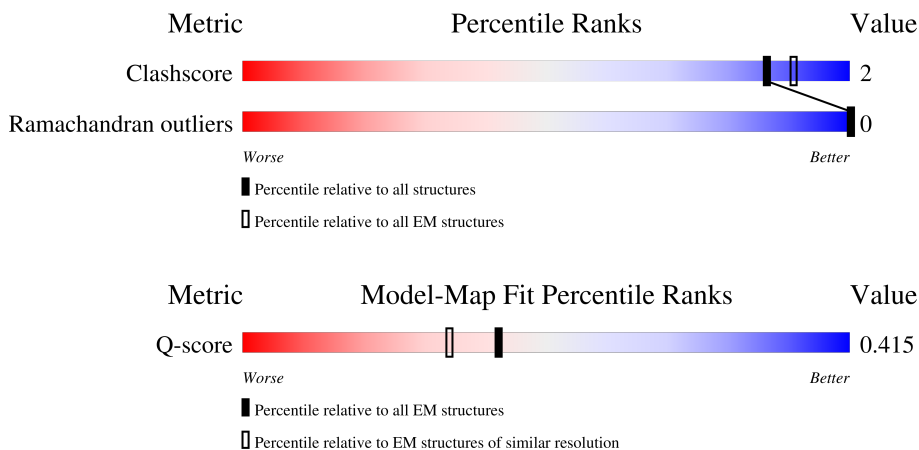 Metric Percentile Ranks Value
Clashscore 2
Ramachandran outliers 0
Worse Better
Percentile relative to all structures
Percentile relative to all EM structures
Metric Model-Map Fit Percentile Ranks Value
Q-score 0.415
Worse Better
Percentile relative to all EM structures
Percentile relative to EM structures of similar resolution